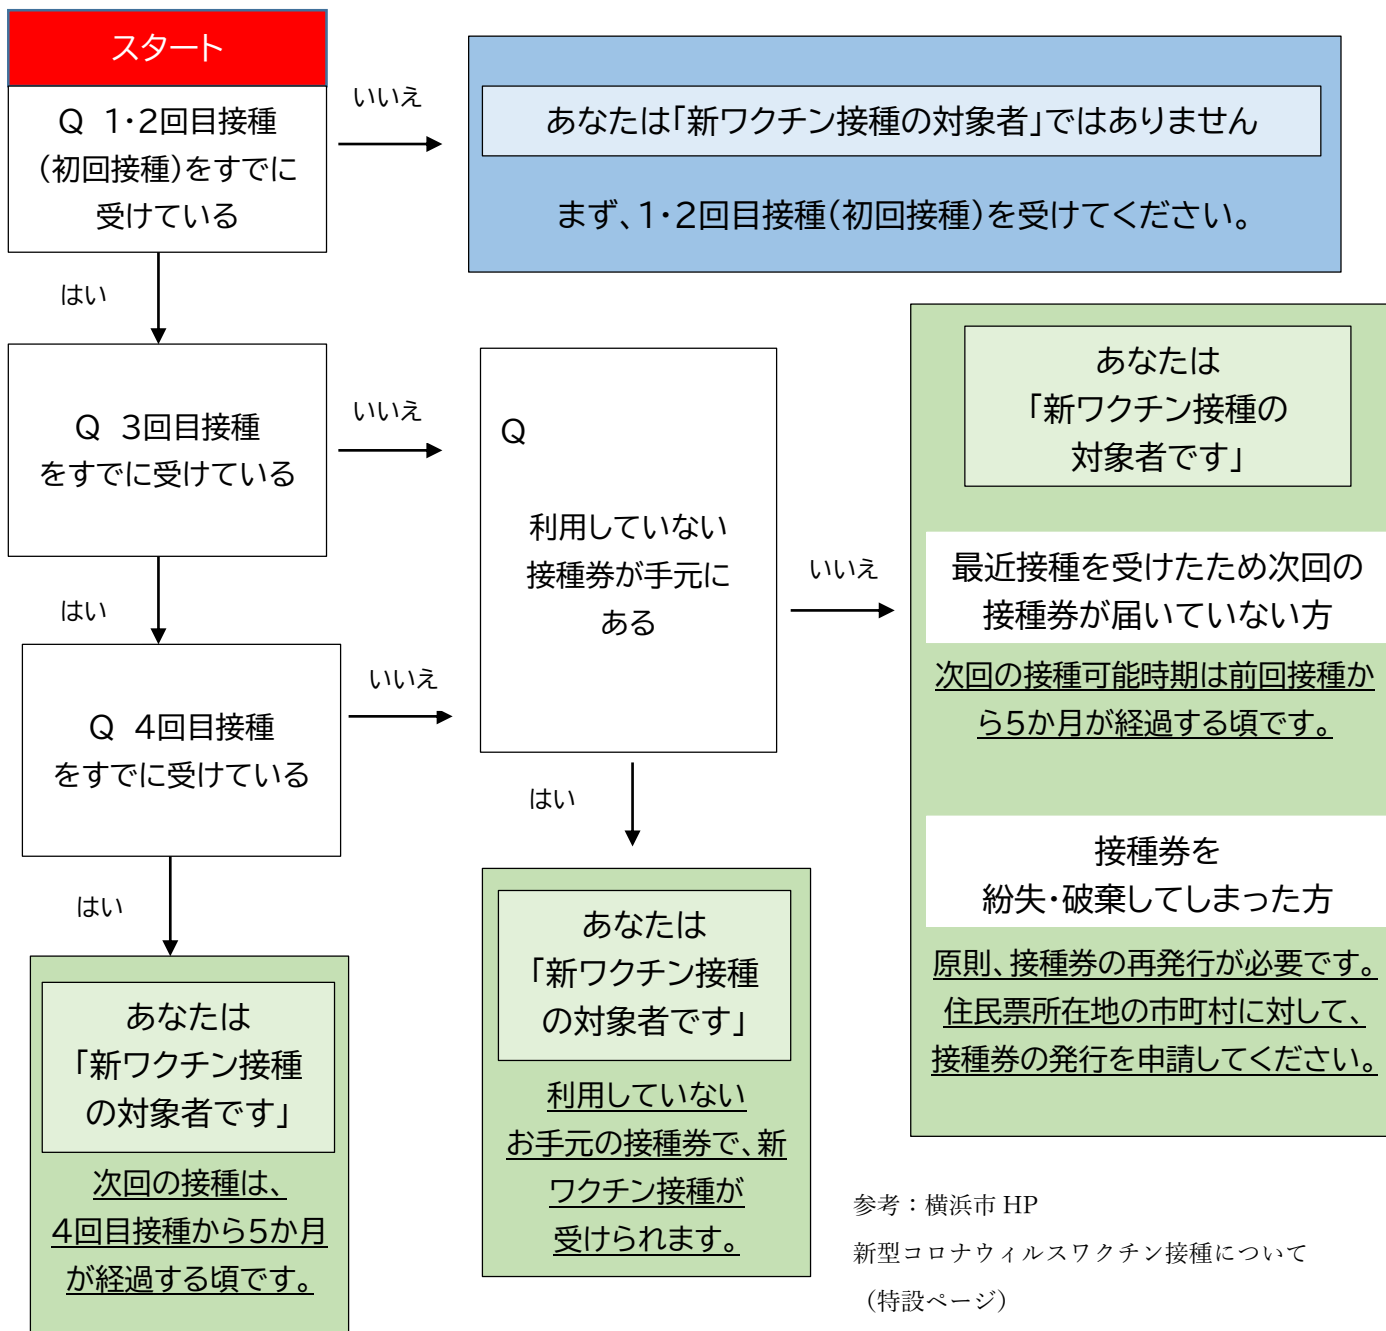 スタート
Q 1・2回目接種
(初回接種)をすでに
受けている
いいえ
あなたは「新ワクチン接種の対象者」ではありません
まず、1・2回目接種(初回接種)を受けてください。
はい
Q 3回目接種
をすでに受けている
いいえ
Q
利用していない
接種券が手元に
ある
いいえ
あなたは
「新ワクチン接種の
対象者です」
最近接種を受けたため次回の
接種券が届いていない方
次回の接種可能時期は前回接種か
ら5か月が経過する頃です。
接種券を
紛失・破棄してしまった方
原則、接種券の再発行が必要です。
住民票所在地の市町村に対して、
接種券の発行を申請してください。
はい
Q 4回目接種
をすでに受けている
いいえ
はい
あなたは
「新ワクチン接種
の対象者です」
利用していない
お手元の接種券で、新
ワクチン接種が
受けられます。
はい
あなたは
「新ワクチン接種
の対象者です」
次回の接種は、
4回目接種から5か月
が経過する頃です。
参考：横浜市 HP
新型コロナウィルスワクチン接種について
（特設ページ）